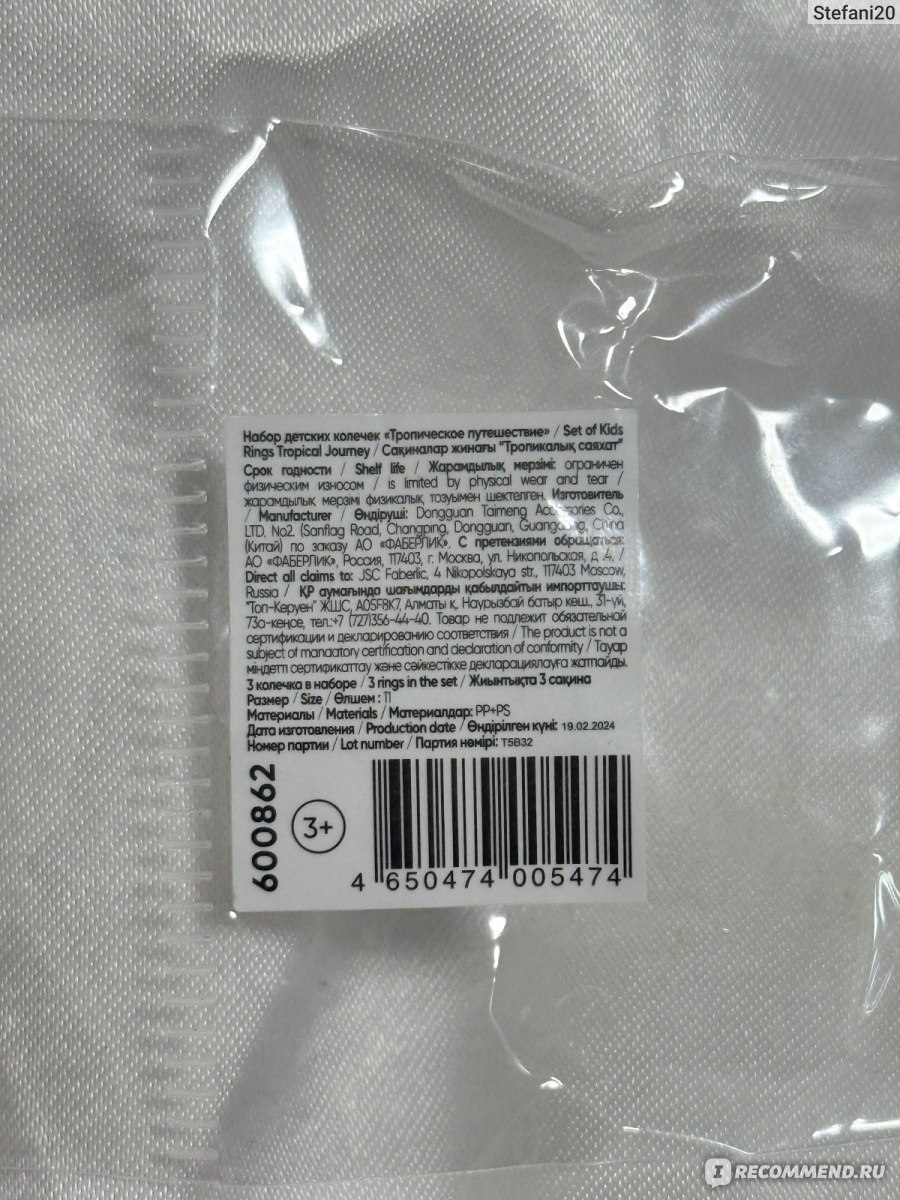 Stefani20
Набор детских колечек «Тропическое путешествие» / Set of Kids
Rings Tropical Journey / Сақиналар жинағы "Тропикалық саяхат"
Срок годности / Shelf life / Жарамдылық мерзімі: ограничен
физическим износом / is limited by physical wear and tear /
жарамдылық мерзімі физикалық тозуымен шектелген. Изготовитель
/ Manufacturer / Өндіруші: Dongguan Taimeng Accessories Co.,
LTD, No2. (Sanflag Road, Changping, Dongguan, Guangdong, China
(Китай) по заказу АО «ФАБЕРЛИК». С претензиями обращаться:
АО «ФАБЕРЛИК», Россия, 117403, г. Москва, ул. Никопольская, д .4. /
Direct all claims to: JSC Faberlic, 4 Nikopolskaya str., 117403 Moscow,
Russia / ҚР аумағында шағымдарды қабылдайтын импорттаушы:
"Топ-Керуен" ЖШС, A05F8K7, Алматы қ. Наурызбай батыр көш., 31-үй,
73а-кеңсе, тел.:+7 (727)356-44-40. Товар не подлежит обязательной
сертификации и декларированию соответствия / The product is not a
subject of mandatory certification and declaration of conformity / Тауар
міндетті сертификаттау және сәйкестікке декларациялауға жатпайды.
3 колечка в наборе / 3 rings in the set / Жиынтықта 3 сақина
Размер / Size / Өлшем : 11
Материалы / Materials / Материалдар: PP+PS
Дата изготовления / Production date / Өндірілген күні: 19.02.2024
Номер партии / Lot number / Партия нөмірі: T5B32
600862
3+
4 650474 005474
IRECOMMEND.RU